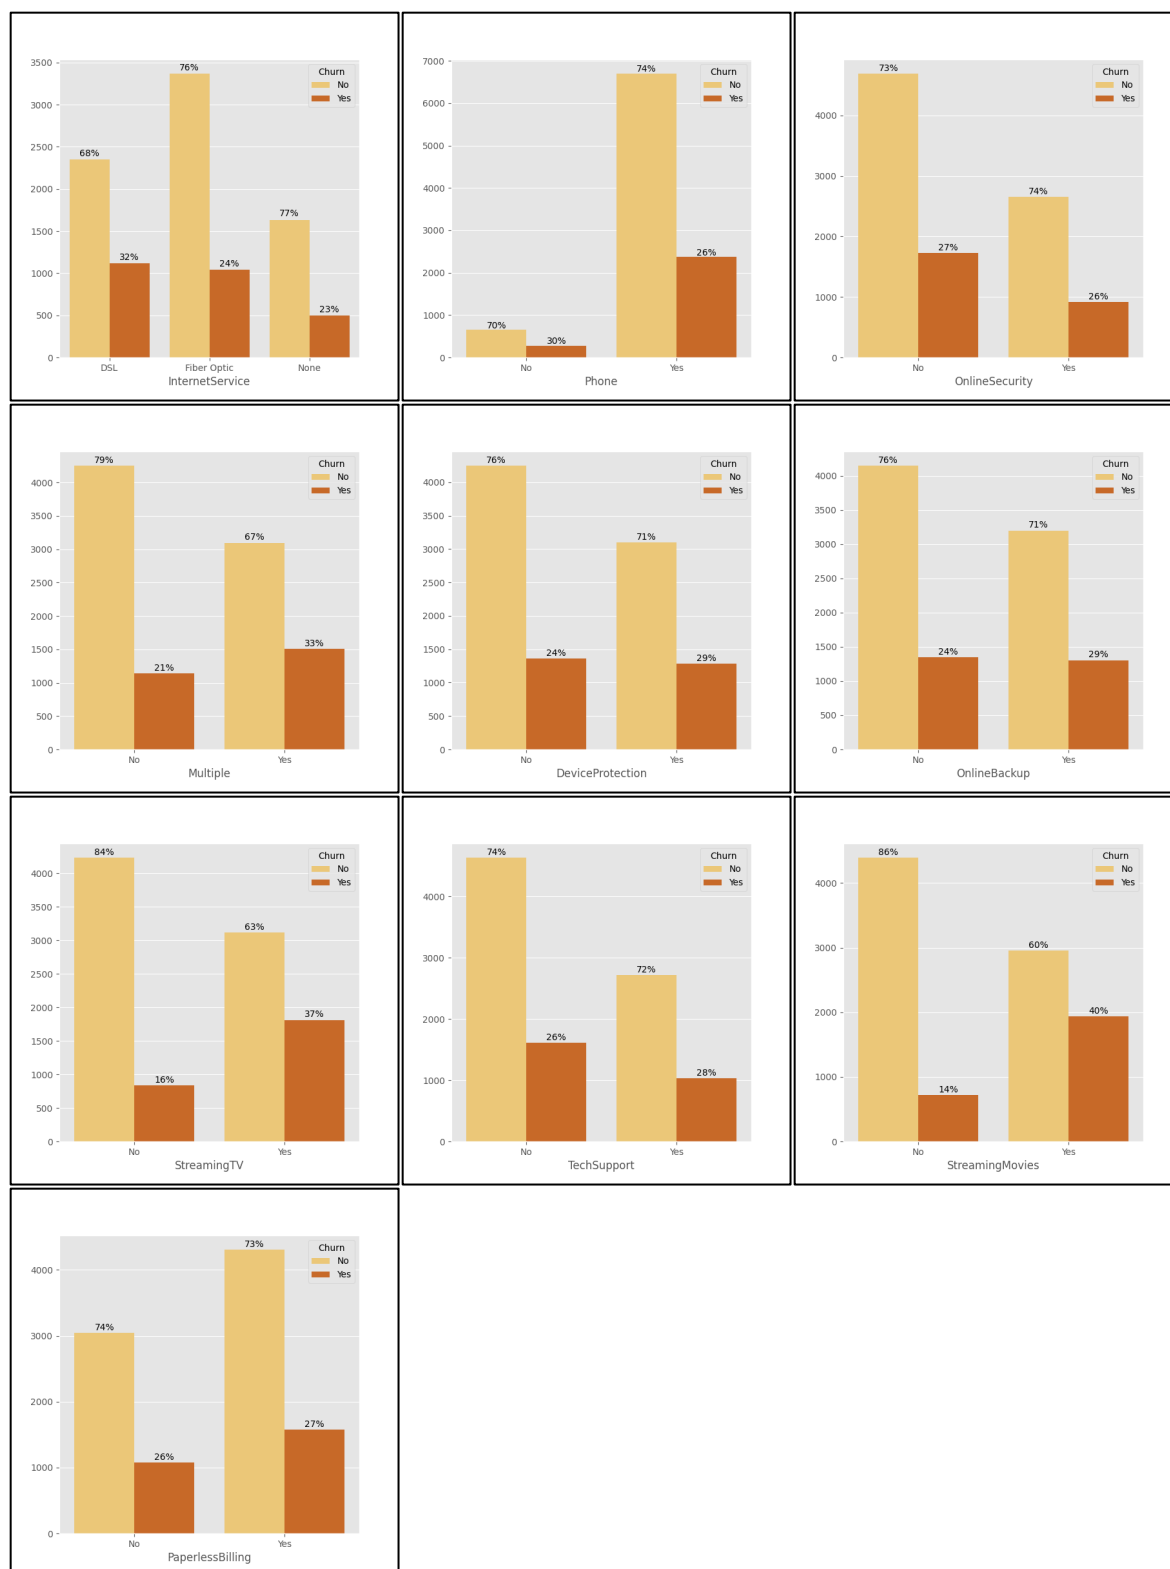 76%
3500
Churn
No
Yes
3000
2500
68%
2000
77%
1500
32%
24%
1000
23%
500
0
DSL
Fiber Optic
None
InternetService
7000
74%
Churn
No
Yes
6000
5000
4000
3000
26%
2000
1000
70%
30%
0
No
Yes
Phone
73%
Churn
No
Yes
4000
3000
74%
2000
27%
26%
1000
0
No
Yes
OnlineSecurity
79%
Churn
No
Yes
4000
3500
67%
3000
2500
2000
33%
1500
21%
1000
500
0
No
Yes
Multiple
76%
Churn
No
Yes
4000
3500
71%
3000
2500
2000
1500
24%
29%
1000
500
0
No
Yes
DeviceProtection
76%
Churn
No
Yes
4000
3500
71%
3000
2500
2000
1500
24%
29%
1000
500
0
No
Yes
OnlineBackup
84%
Churn
No
Yes
4000
3500
63%
3000
2500
2000
37%
1500
1000
16%
500
0
No
Yes
StreamingTV
74%
Churn
No
Yes
4000
3000
72%
2000
26%
28%
1000
0
No
Yes
TechSupport
86%
Churn
No
Yes
4000
3000
60%
2000
40%
1000
14%
0
No
Yes
StreamingMovies
73%
Churn
No
Yes
4000
74%
3000
2000
27%
26%
1000
0
No
Yes
PaperlessBilling